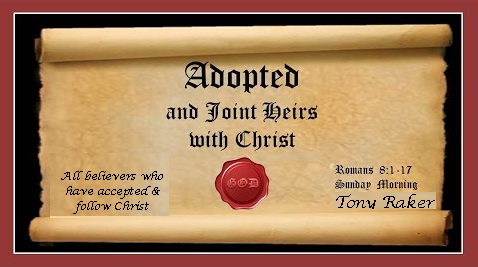 Adopted
and Joint Heirs
with Christ
GOD
All believers who
have accepted &
follow Christ
Romans 8:1-17
Sunday Morning
Tony Raker